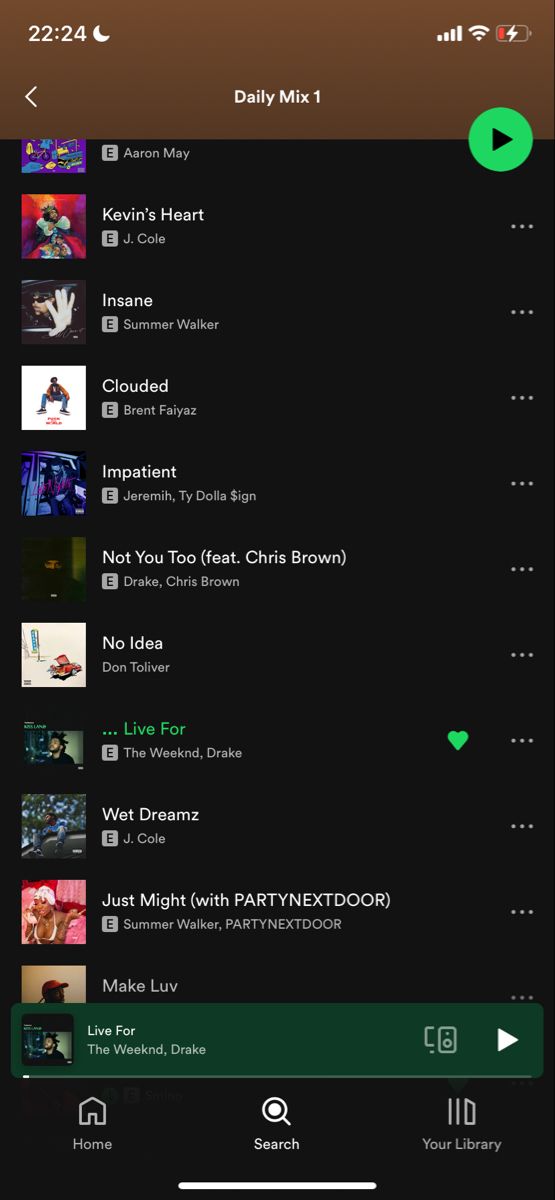 22:24
Daily Mix 1
E Aaron May
Kevin's Heart
E J. Cole
Insane
E Summer Walker
Clouded
E Brent Faiyaz
Impatient
E Jeremih, Ty Dolla $ign
Not You Too (feat. Chris Brown)
E Drake, Chris Brown
No Idea
Don Toliver
... Live For
E The Weeknd, Drake
Wet Dreamz
E J. Cole
Just Might (with PARTYNEXTDOOR)
E Summer Walker, PARTYNEXTDOOR
Make Luv
Live For
The Weeknd, Drake
E Smino
Home
Search
Your Library